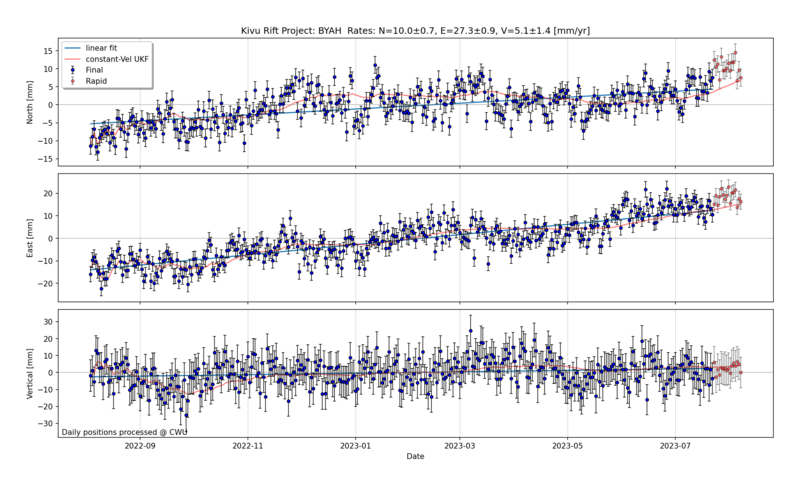 Kivu Rift Project: BYAH  Rates: N=10.0±0.7, E=27.3±0.9, V=5.1±1.4 [mm/yr]
linear fit
constant-Vel UKF
Final
Rapid
North [mm]
15
10
5
0
−5
−10
−15
East [mm]
20
10
0
−10
−20
Vertical [mm]
30
20
10
0
−10
−20
−30
Daily positions processed @ CWU
2022-09
2022-11
2023-01
2023-03
2023-05
2023-07
Date